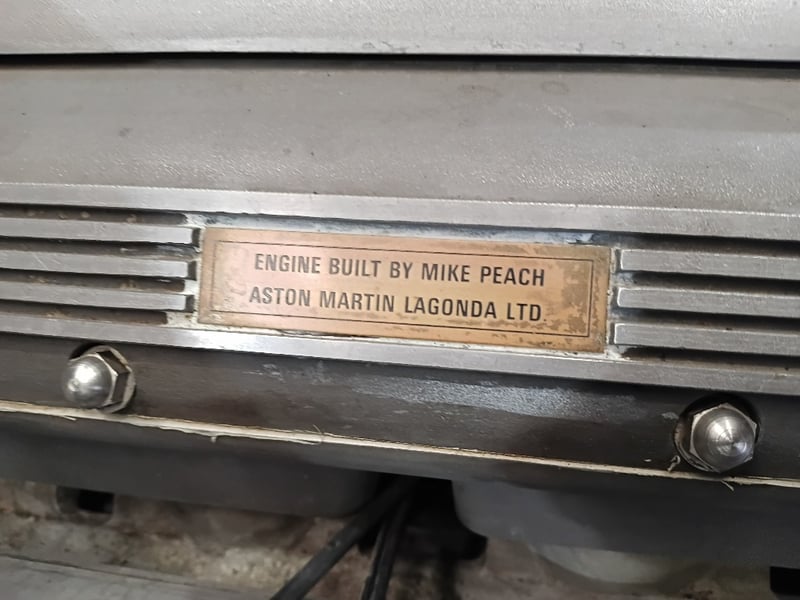 ENGINE BUILT BY MIKE PEACH
ASTON MARTIN LAGONDA LTD.